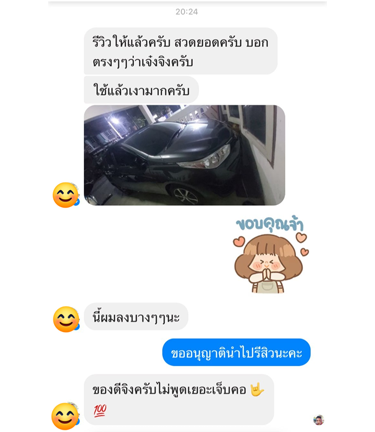 20:24
รีวิวให้แล้วครับ สวดยอดครับ บอก
ตรงๆๆว่าเจ๋งจิงครับ
ใช้แล้วเงามากครับ
ขอบคุณเจ้า
นี้ผมลงบางๆๆนะ
ขออนุญาตินำไปรีสิวนะคะ
ของดีจิงครับไม่พูดเยอะเจ็บคอ 🤟
💯